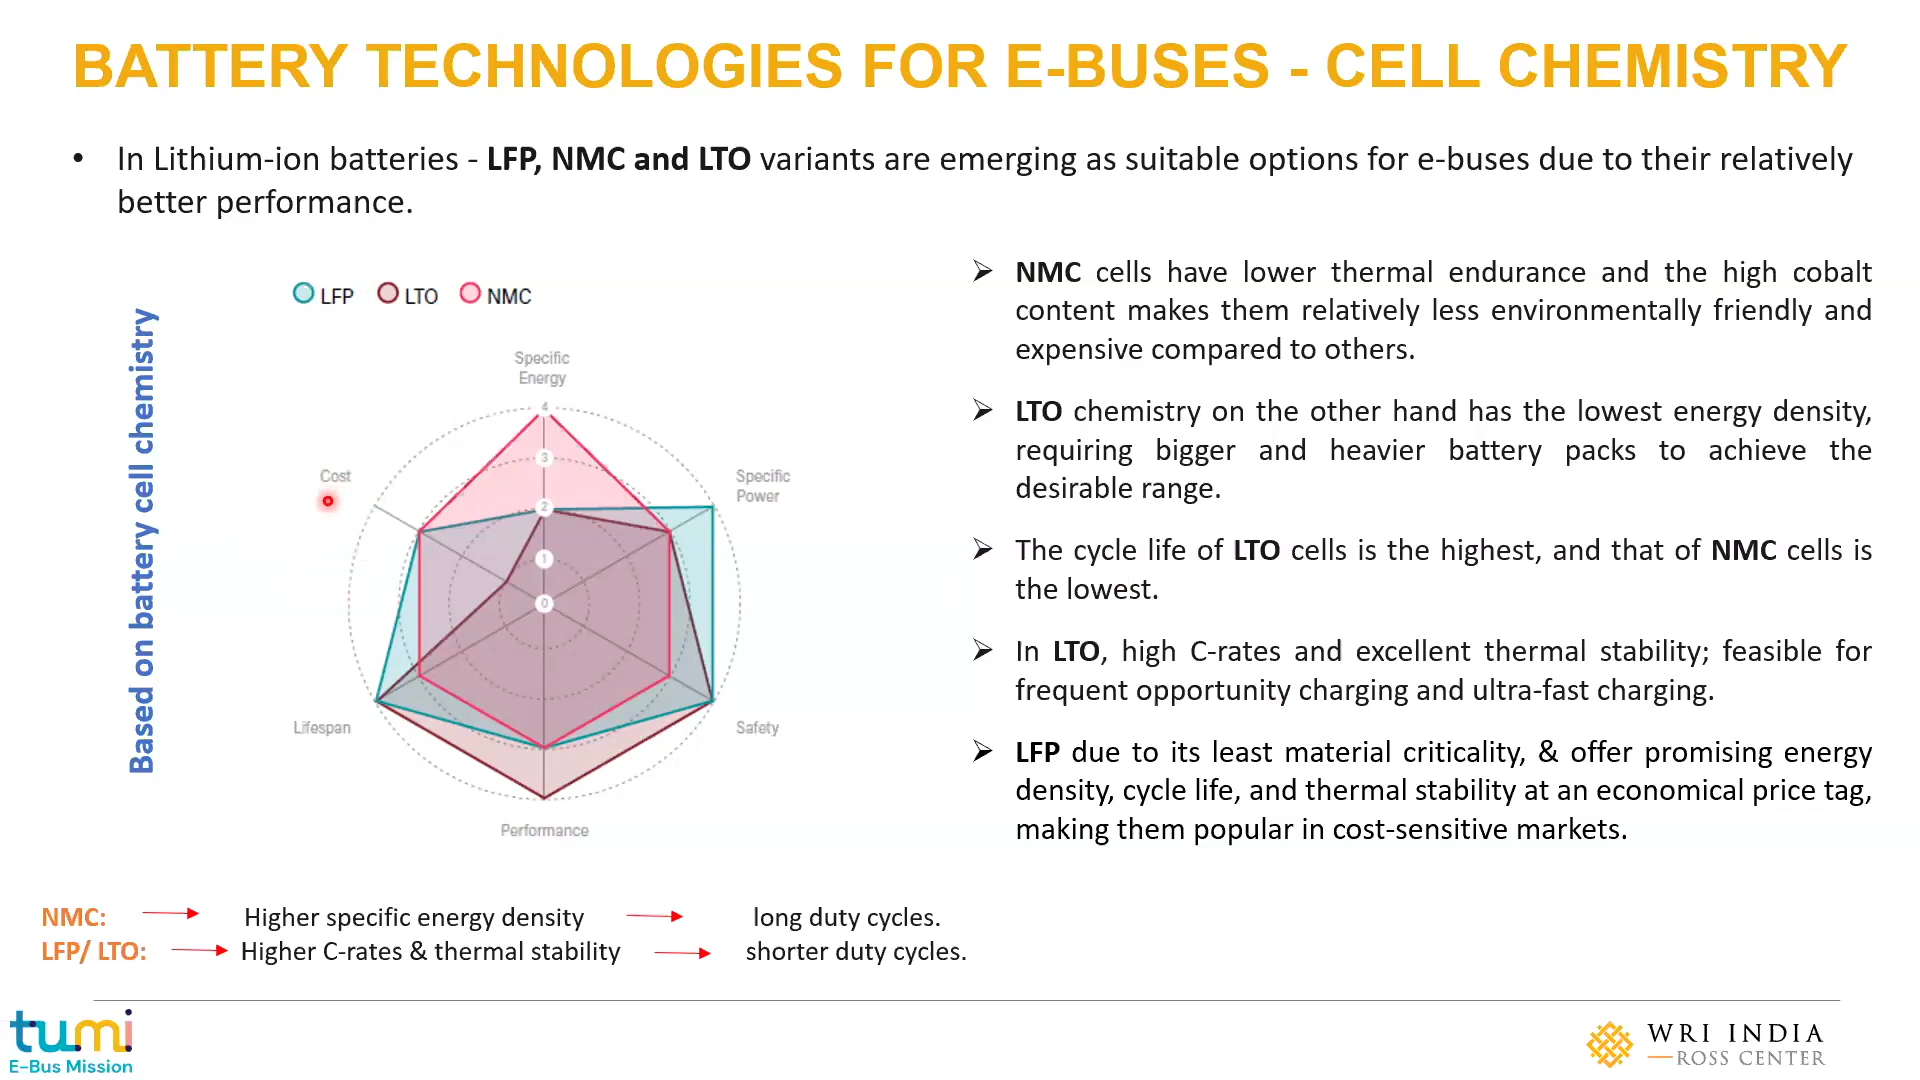 BATTERY TECHNOLOGIES FOR E-BUSES - CELL CHEMISTRY
• In Lithium-ion batteries - LFP, NMC and LTO variants are emerging as suitable options for e-buses due to their relatively
better performance.
Based on battery cell chemistry
LFP LTO NMC
Specific
Energy
4
3
2
1
0
Cost
Specific
Power
Lifespan
Safety
Performance
➢ NMC cells have lower thermal endurance and the high cobalt
content makes them relatively less environmentally friendly and
expensive compared to others.
➢ LTO chemistry on the other hand has the lowest energy density,
requiring bigger and heavier battery packs to achieve the
desirable range.
➢ The cycle life of LTO cells is the highest, and that of NMC cells is
the lowest.
➢ In LTO, high C-rates and excellent thermal stability; feasible for
frequent opportunity charging and ultra-fast charging.
➢ LFP due to its least material criticality, & offer promising energy
density, cycle life, and thermal stability at an economical price tag,
making them popular in cost-sensitive markets.
NMC: Higher specific energy density long duty cycles.
LFP/ LTO: Higher C-rates & thermal stability shorter duty cycles.
tumi
E-Bus Mission
WRI INDIA
ROSS CENTER